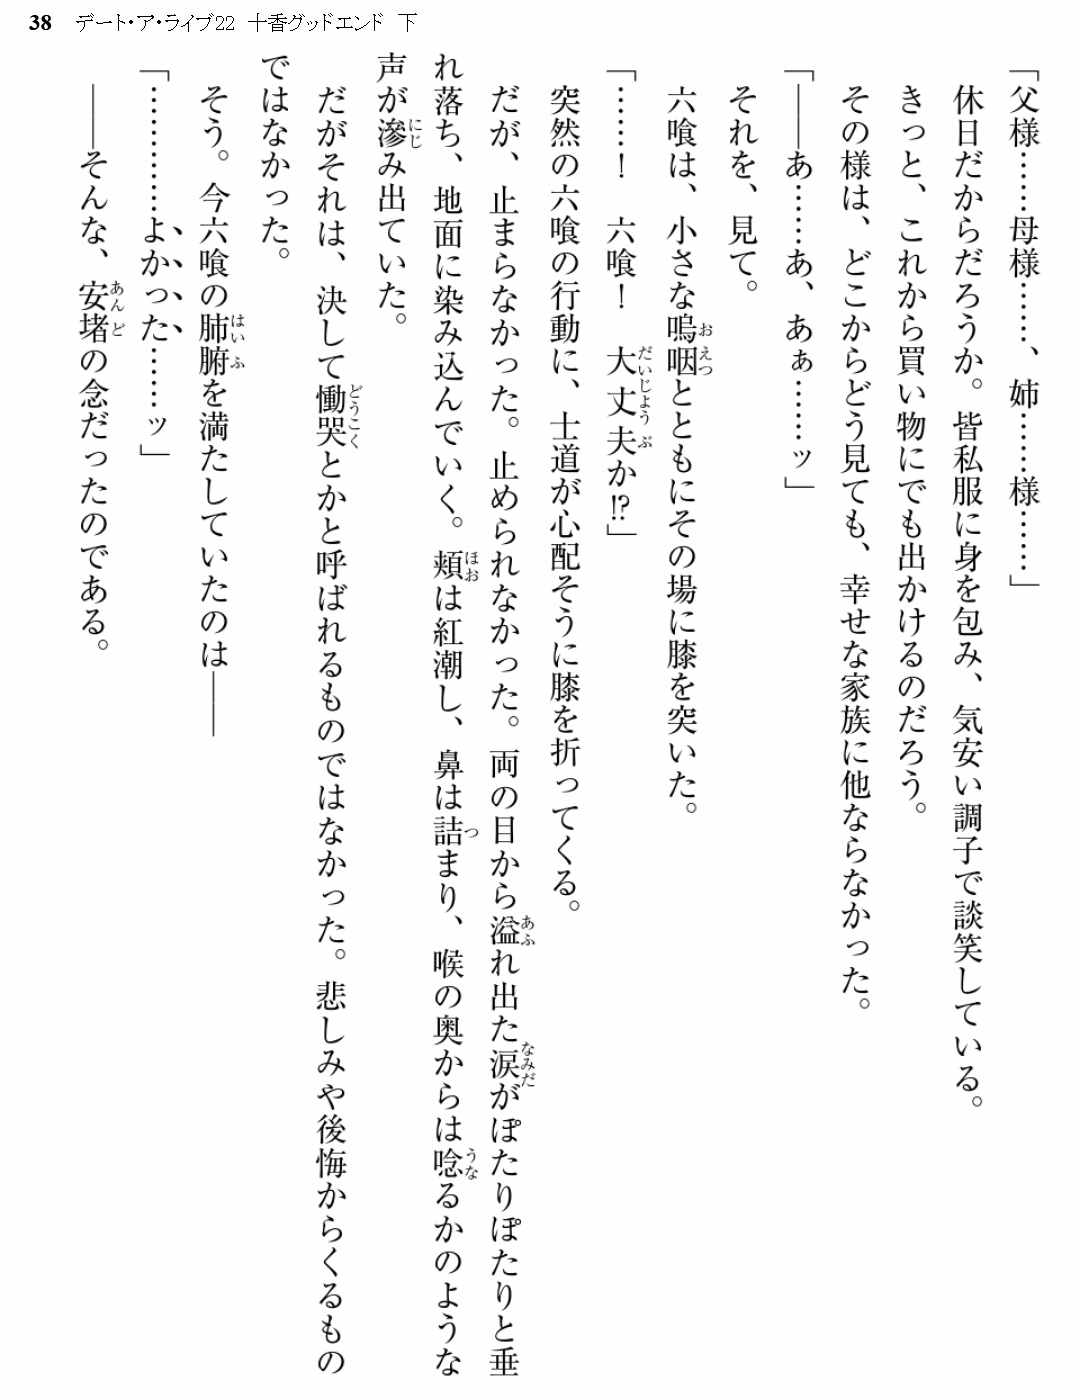 38　デート・ア・ライブ22　十香グッドエンド　下
「父様……母様……、姉……様……」
　休日だからだろうか。皆私服に身を包み、気安い調子で談笑している。
　きっと、これから買い物にでも出かけるのだろう。
　その様は、どこからどう見ても、幸せな家族に他ならなかった。
「――あ……あ、あぁ……ッ」
　それを、見て。
　六喰は、小さな嗚咽とともにその場に膝を突いた。
「……！　六喰！　大丈夫か!?」
　突然の六喰の行動に、士道が心配そうに膝を折ってくる。
　だが、止まらなかった。止められなかった。両の目から溢れ出た涙がぽたりぽたりと垂
れ落ち、地面に染み込んでいく。頬は紅潮し、鼻は詰まり、喉の奥からは唸るかのような
声が滲み出ていた。
　だがそれは、決して慟哭とかと呼ばれるものではなかった。悲しみや後悔からくるもの
ではなかった。
　そう。今六喰の肺腑を満たしていたのは――
「…………よかった……ッ」
　――そんな、安堵の念だったのである。